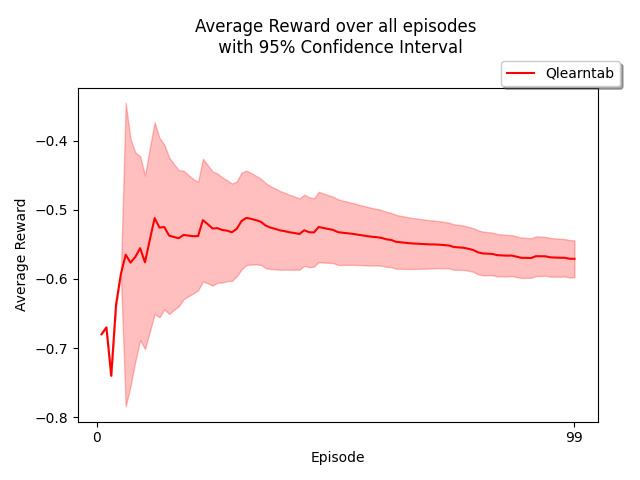 Average Reward over all episodes
with 95% Confidence Interval
Qlearntab
−0.4
−0.5
−0.6
−0.7
−0.8
Average Reward
0
99
Episode